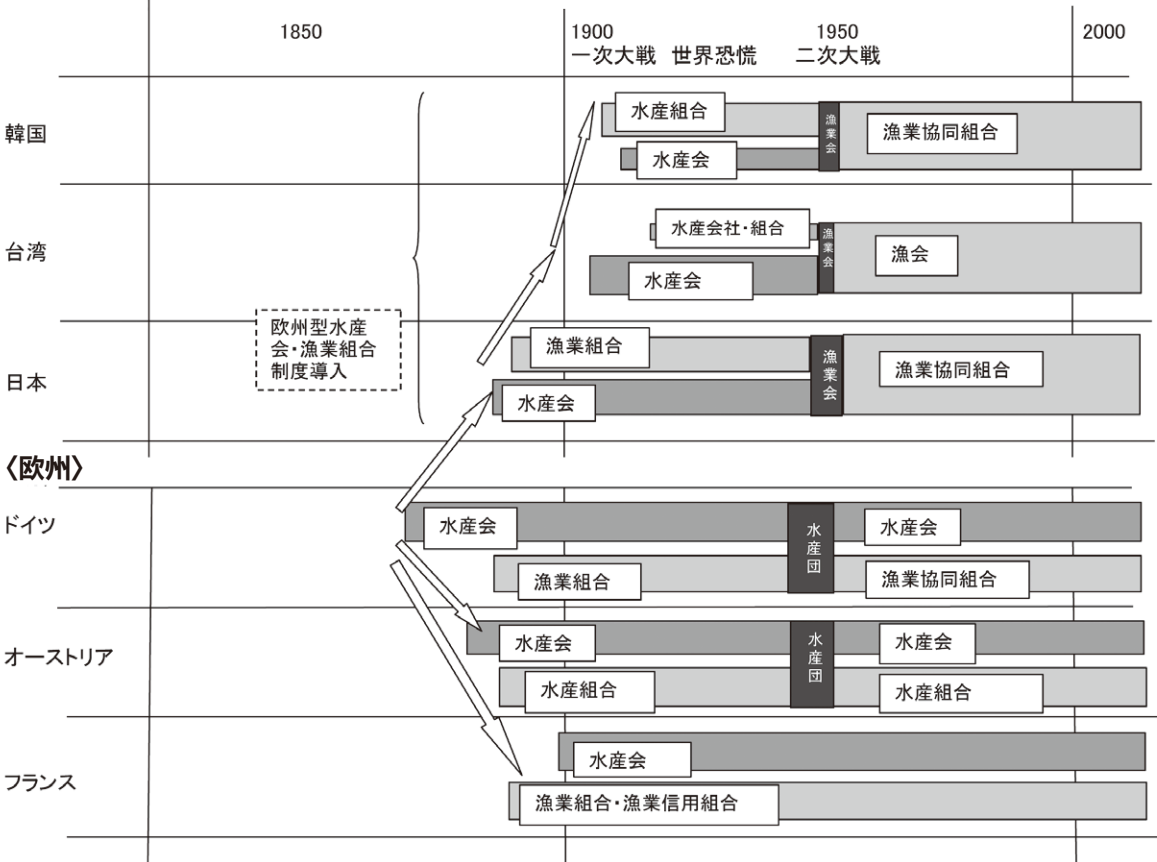 1850
1900
1950
2000
一次大戦 世界恐慌 二次大戦
韓国
水産組合
水産会
漁業会
漁業協同組合
台湾
水産会社・組合
水産会
漁業会
漁会
欧州型水産
会・漁業組合
制度導入
日本
漁業組合
水産会
漁業会
漁業協同組合
〈欧州〉
ドイツ
水産会
漁業組合
水産団
水産会
漁業協同組合
オーストリア
水産会
水産組合
水産団
水産会
水産組合
フランス
水産会
漁業組合・漁業信用組合